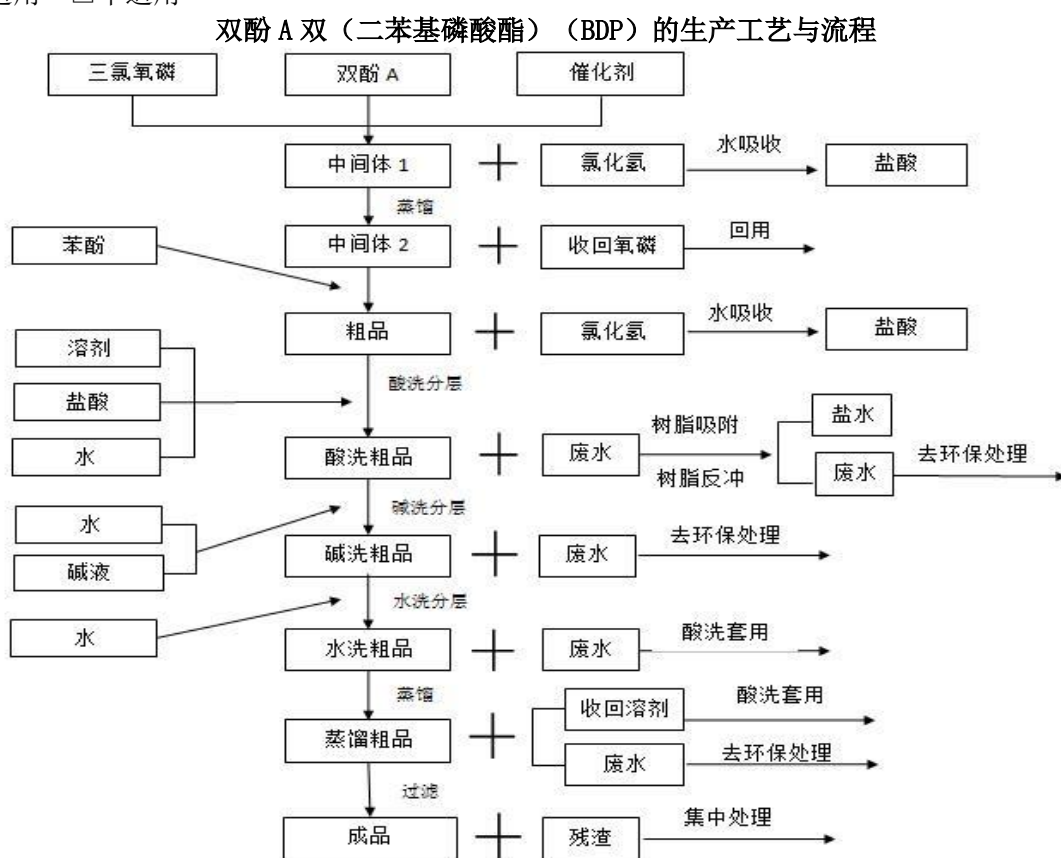 双酚 A 双（二苯基磷酸酯）（BDP）的生产工艺与流程
三氯氧磷
双酚 A
催化剂
中间体 1
氯化氢
水吸收
盐酸
蒸馏
苯酚
中间体 2
收回氧磷
回用
粗品
氯化氢
水吸收
盐酸
溶剂
盐酸
水
酸洗分层
酸洗粗品
废水
树脂吸附
树脂反冲
盐水
废水
去环保处理
水
碱液
碱洗分层
碱洗粗品
废水
去环保处理
水
水洗分层
水洗粗品
废水
酸洗套用
蒸馏
蒸馏粗品
收回溶剂
酸洗套用
废水
去环保处理
过滤
成品
残渣
集中处理